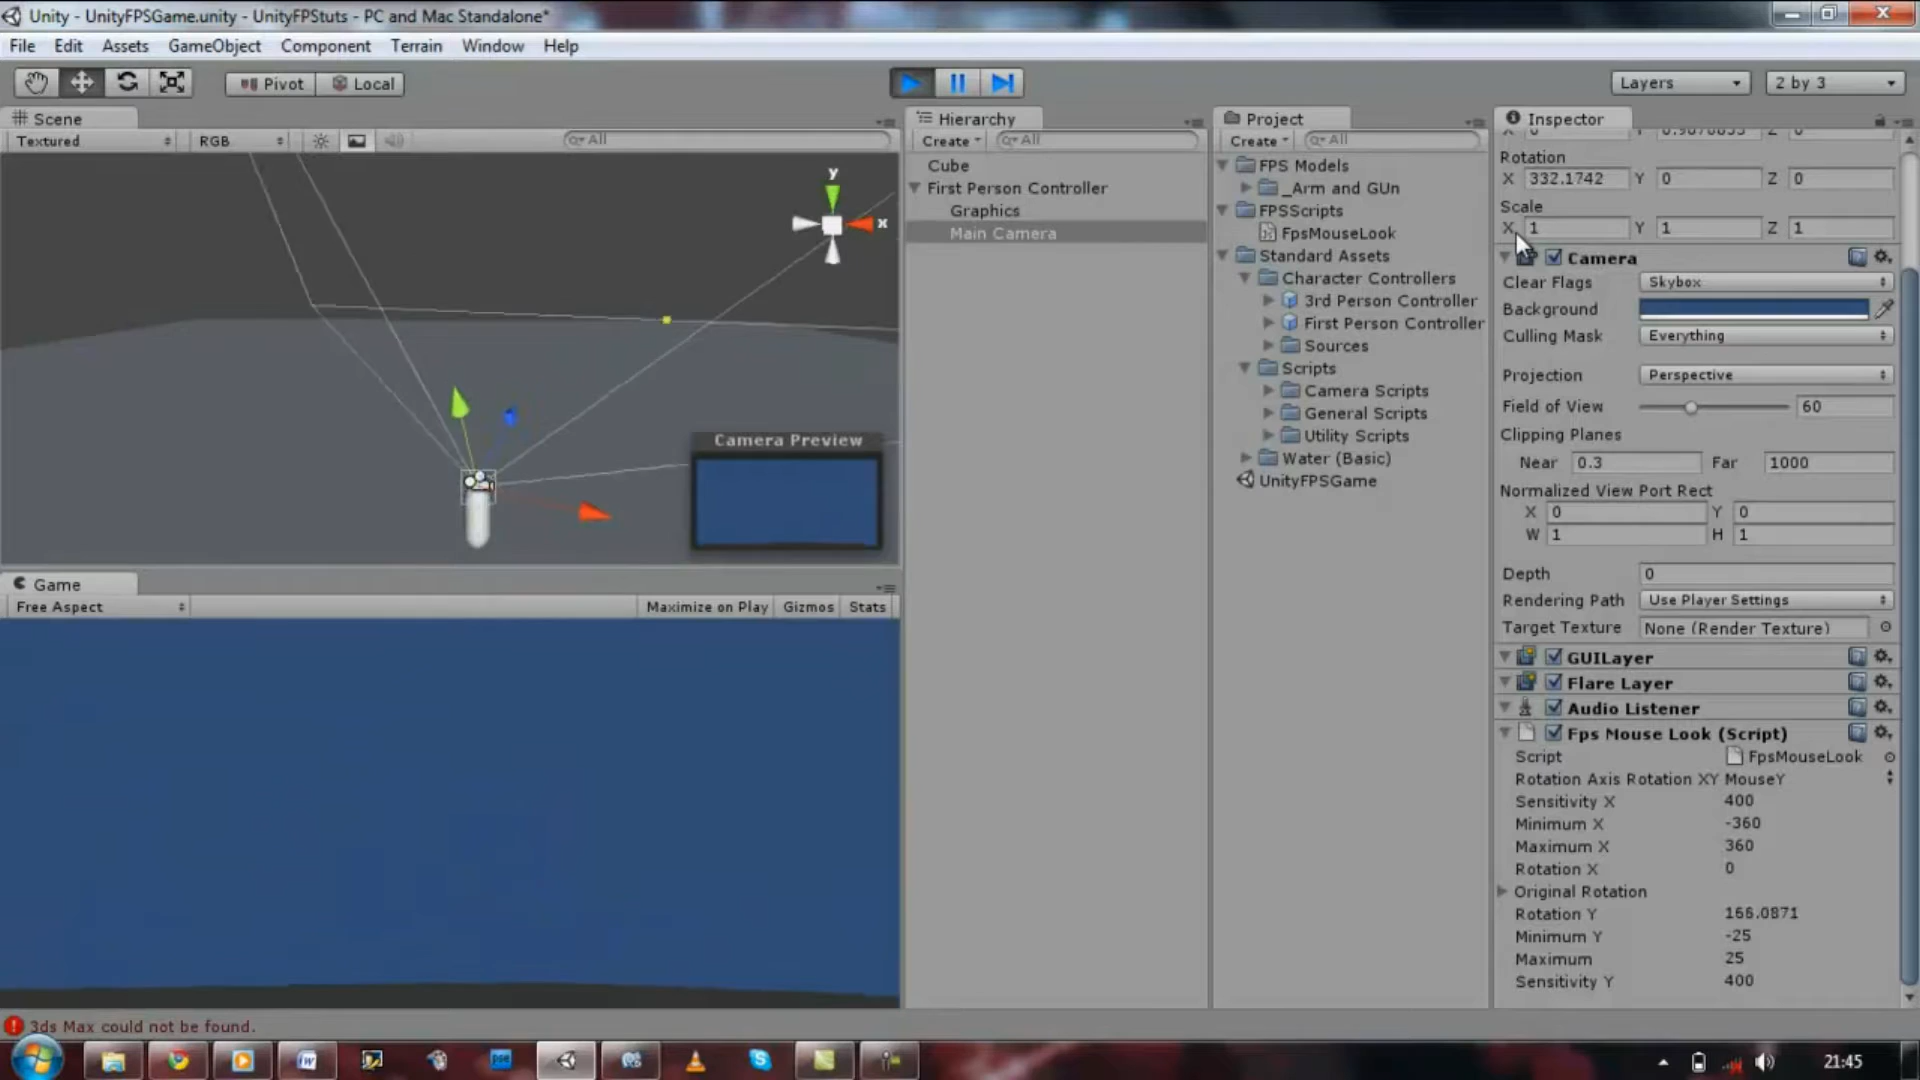 Unity - UnityFPSGame.unity - UnityFPStuts - PC and Mac Standalone*
File Edit Assets GameObject Component Terrain Window Help
Pivot Local
Layers 2 by 3
Scene
Textured RGB All
y
x
Camera Preview
Game
Free Aspect Maximize on Play Gizmos Stats
Hierarchy
Create All
Cube
First Person Controller
Graphics
Main Camera
Project
Create All
FPS Models
_Arm and GUn
FPSScripts
FpsMouseLook
Standard Assets
Character Controllers
3rd Person Controller
First Person Controller
Sources
Scripts
Camera Scripts
General Scripts
Utility Scripts
Water (Basic)
UnityFPSGame
Inspector
Rotation
X 332.1742 Y 0 Z 0
Scale
X 1 Y 1 Z 1
Camera
Clear Flags Skybox
Background
Culling Mask Everything
Projection Perspective
Field of View 60
Clipping Planes
Near 0.3 Far 1000
Normalized View Port Rect
X 0 Y 0
W 1 H 1
Depth 0
Rendering Path Use Player Settings
Target Texture None (Render Texture)
GUILayer
Flare Layer
Audio Listener
Fps Mouse Look (Script)
Script FpsMouseLook
Rotation Axis Rotation XY MouseY
Sensitivity X 400
Minimum X -360
Maximum X 360
Rotation X 0
Original Rotation
Rotation Y 166.0871
Minimum Y -25
Maximum 25
Sensitivity Y 400
3ds Max could not be found.
pse
21:45